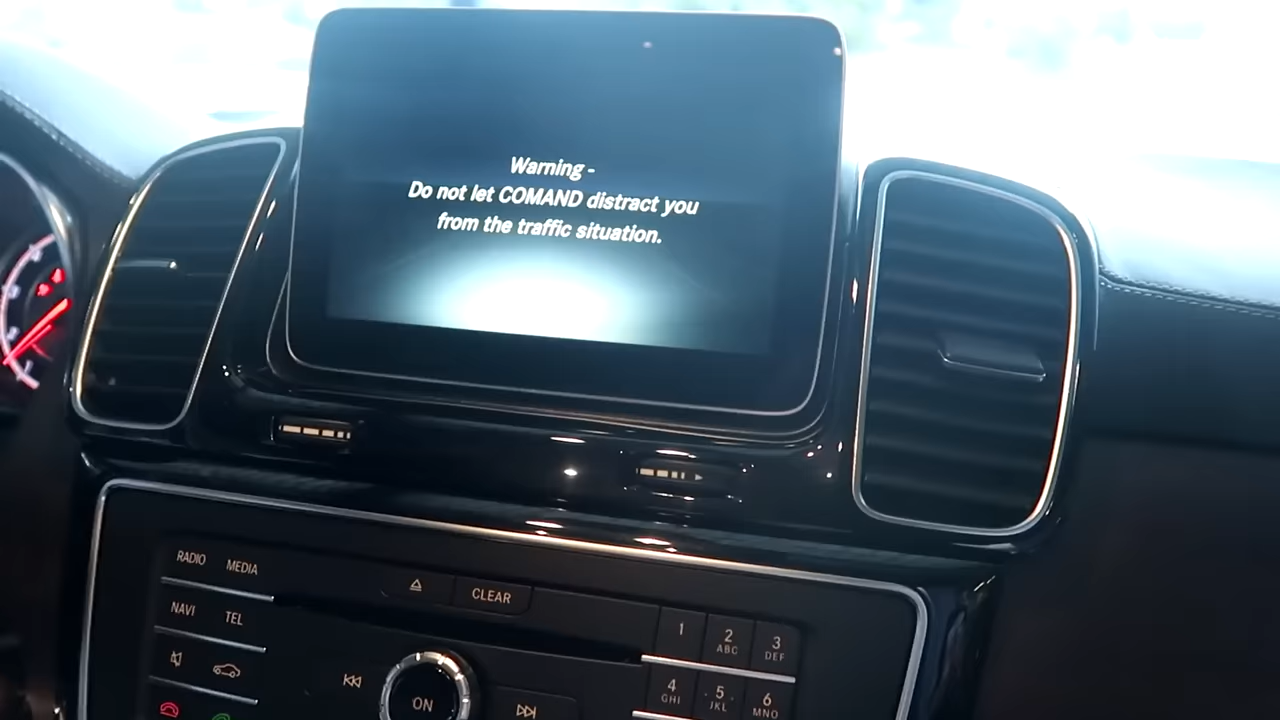 Warning -
Do not let COMAND distract you
from the traffic situation.
RADIO MEDIA
CLEAR
NAVI TEL
1 2 ABC 3 DEF
4 GHI 5 JKL 6 MNO
ON